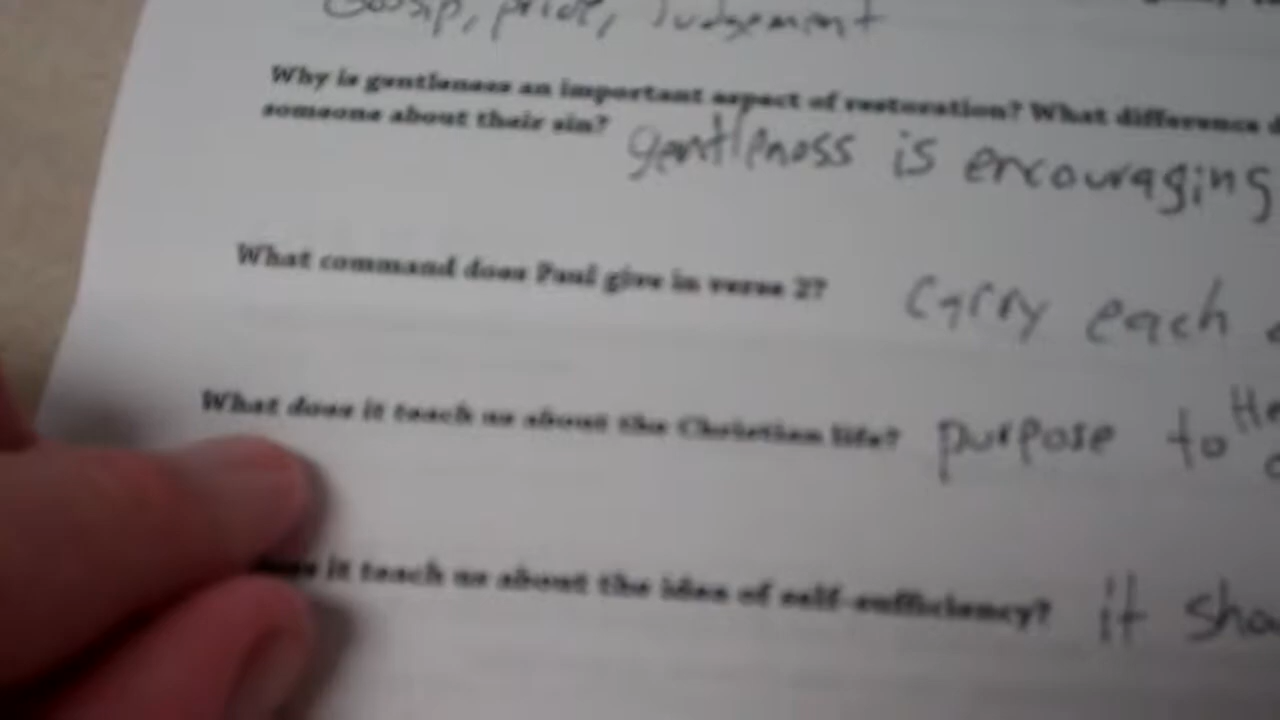 Gossip, pride, Judgement
Why is gentleness an important aspect of restoration? What difference
someone about their sin? gentleness is encouraging
What command does Paul give in verse 2? Carry each
What does it teach us about the Christian life? purpose to
it teach us about the idea of self-sufficiency? it